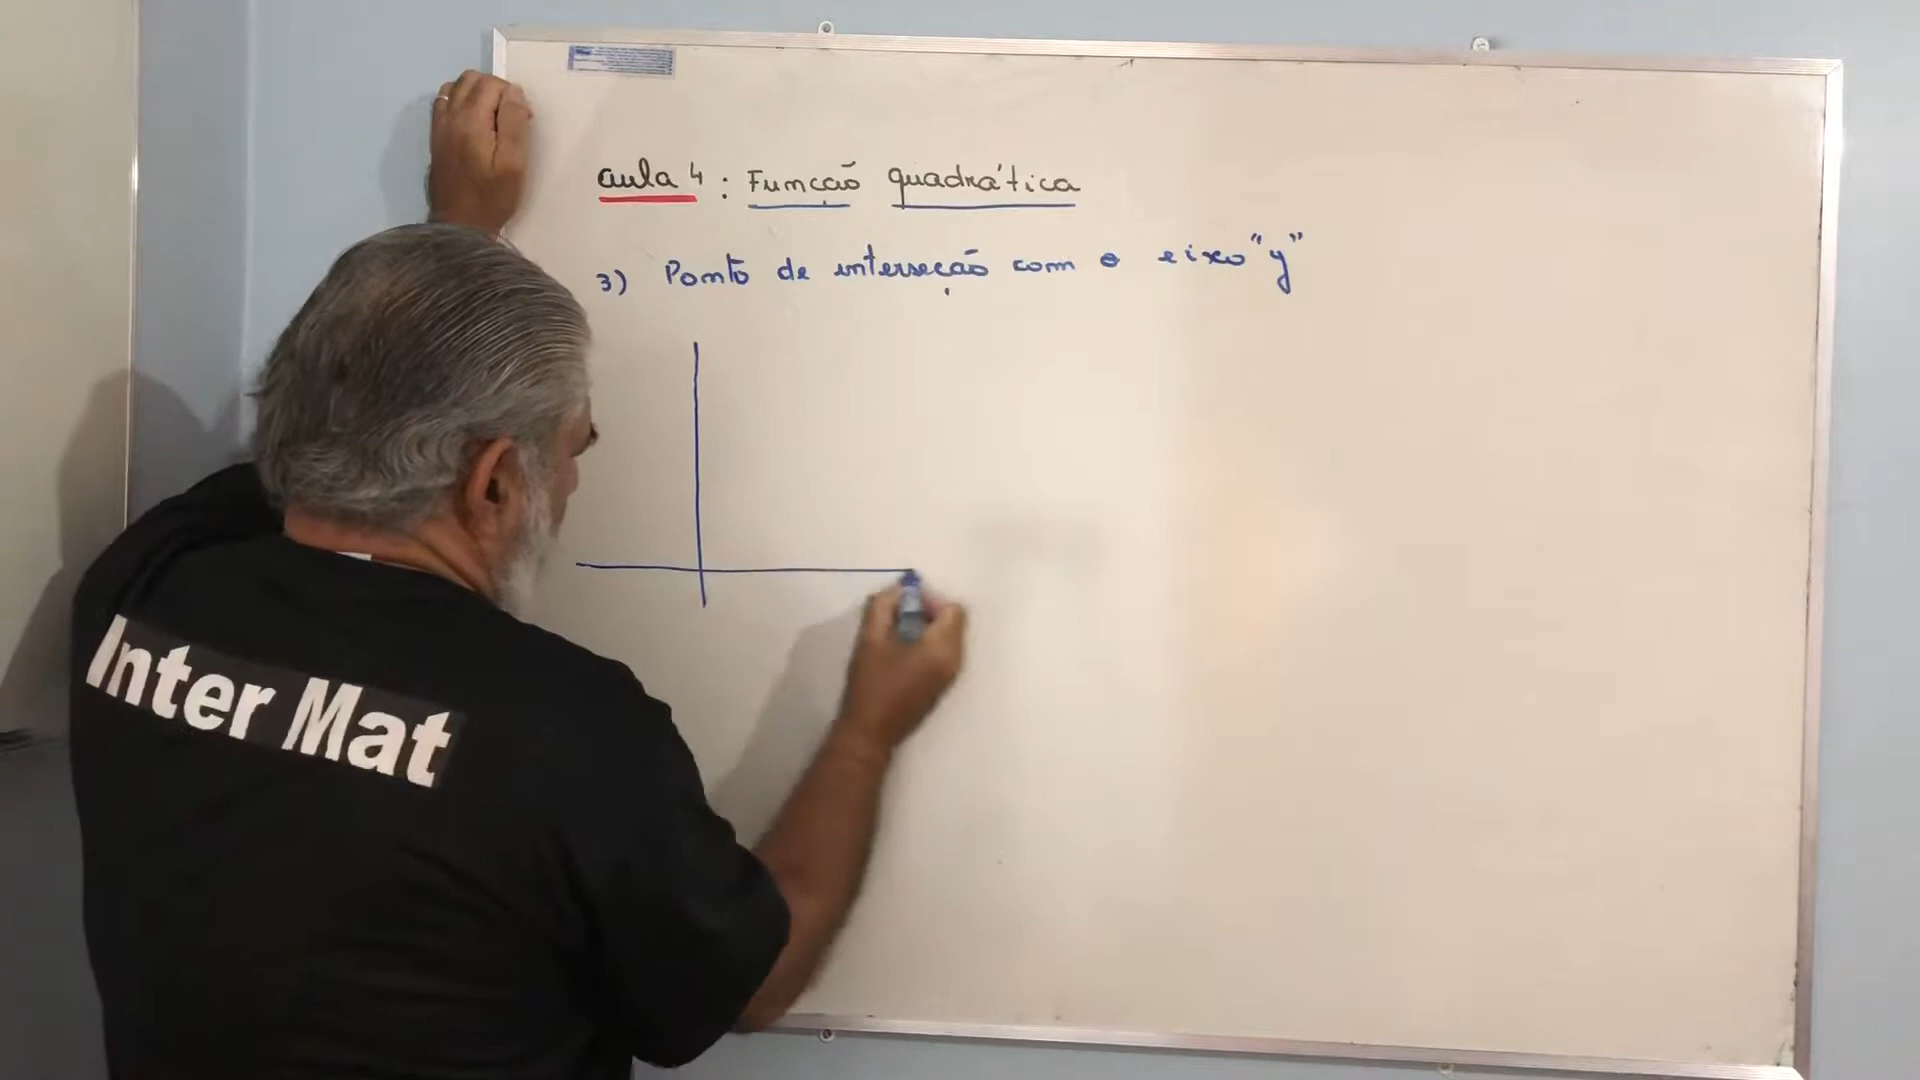 aula 4 : Função quadrática
3) Ponto de interseção com o eixo "y"
Inter Mat